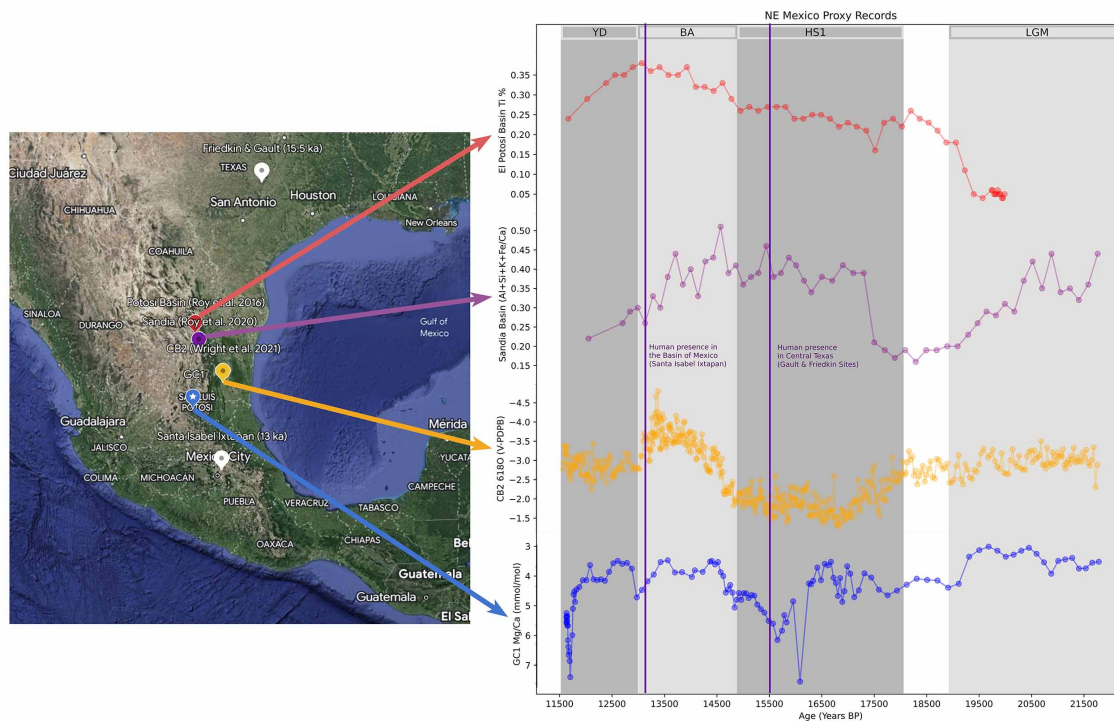 NE Mexico Proxy Records
YD BA HS1 LGM
El Potosí Basin Ti %
0.35
0.30
0.25
0.20
0.15
0.10
0.05
Sandia Basin (Al+Si+K+Fe/Ca)
0.50
0.45
0.40
0.35
0.30
0.25
0.20
0.15
Human presence in
the Basin of Mexico
(Santa Isabel Ixtapan)
Human presence
in Central Texas
(Gault & Friedkin Sites)
CB2 δ18O (V-PDPB)
−4.5
−4.0
−3.5
−3.0
−2.5
−2.0
−1.5
GC1 Mg/Ca (mmol/mol)
3
4
5
6
7
11500 12500 13500 14500 15500 16500 17500 18500 19500 20500 21500
Age (Years BP)
Friedkin & Gault (15.5 ka)
Ciudad Juárez
TEXAS
Houston
LOUISIANA
San Antonio
New Orleans
CHIHUAHUA
COAHUILA
Potosí Basin (Roy et al. 2016)
SINALOA
Sandia (Roy et al. 2020)
DURANGO
Gulf of
Mexico
CB2 (Wright et al. 2021)
GC1
SAN LUIS
POTOSÍ
Guadalajara
Mérida
Santa Isabel Ixtapan (13 ka)
JALISCO
Mexico City
YUCAT
COLIMA
MICHOACÁN
CAMPECHE
PUEBLA
VERACRUZ
TABASCO
OAXACA
CHIAPAS
Bel
Guatemala
Guatemala
El Sal